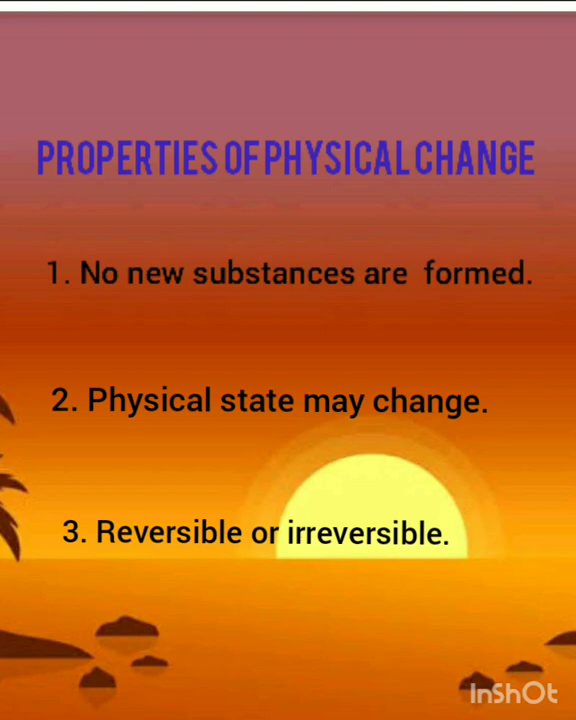 PROPERTIES OF PHYSICAL CHANGE
1. No new substances are formed.
2. Physical state may change.
3. Reversible or irreversible.
InShOt